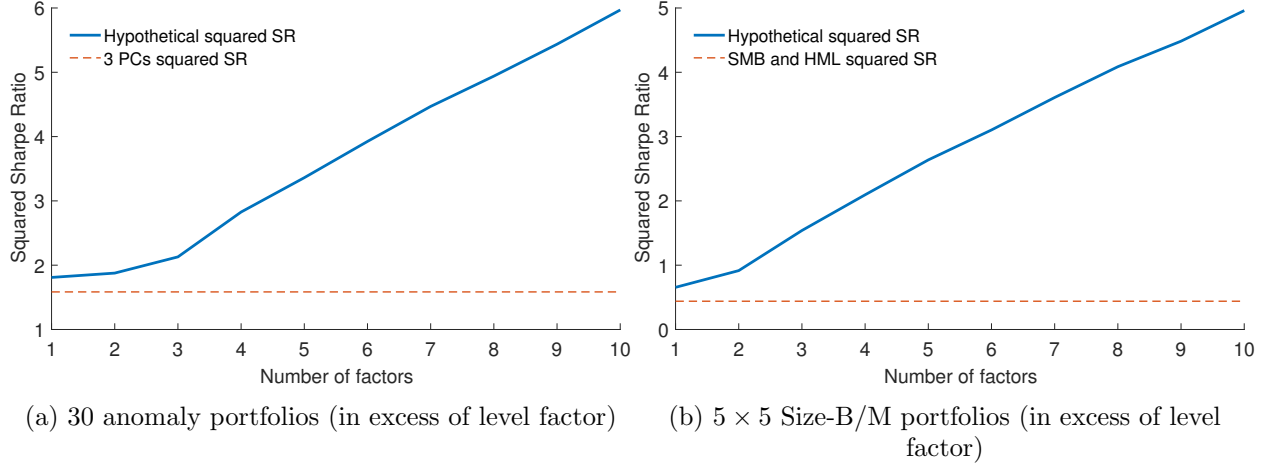 6
5
4
3
2
1
Squared Sharpe Ratio
Hypothetical squared SR
3 PCs squared SR
1 2 3 4 5 6 7 8 9 10
Number of factors
(a) 30 anomaly portfolios (in excess of level factor)
5
4
3
2
1
0
Squared Sharpe Ratio
Hypothetical squared SR
SMB and HML squared SR
1 2 3 4 5 6 7 8 9 10
Number of factors
(b) 5 × 5 Size-B/M portfolios (in excess of level
factor)